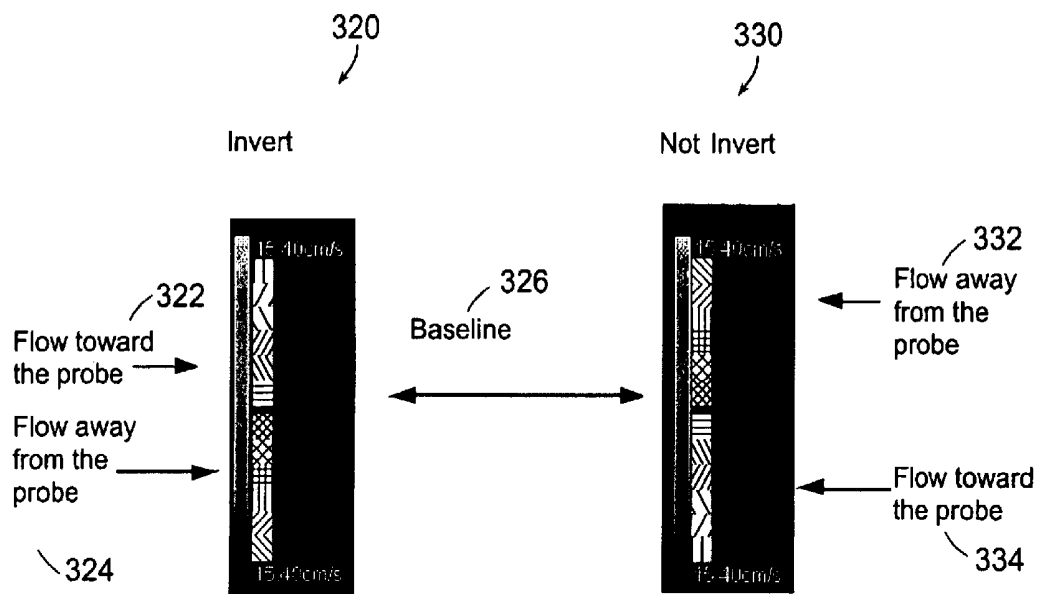 320
330
Invert
Not Invert
15.40cm/s
15.40cm/s
332
Flow away
from the
probe
322
326
Flow toward
the probe
Baseline
Flow away
from the
probe
Flow toward
the probe
324
15.40cm/s
15.40cm/s
334